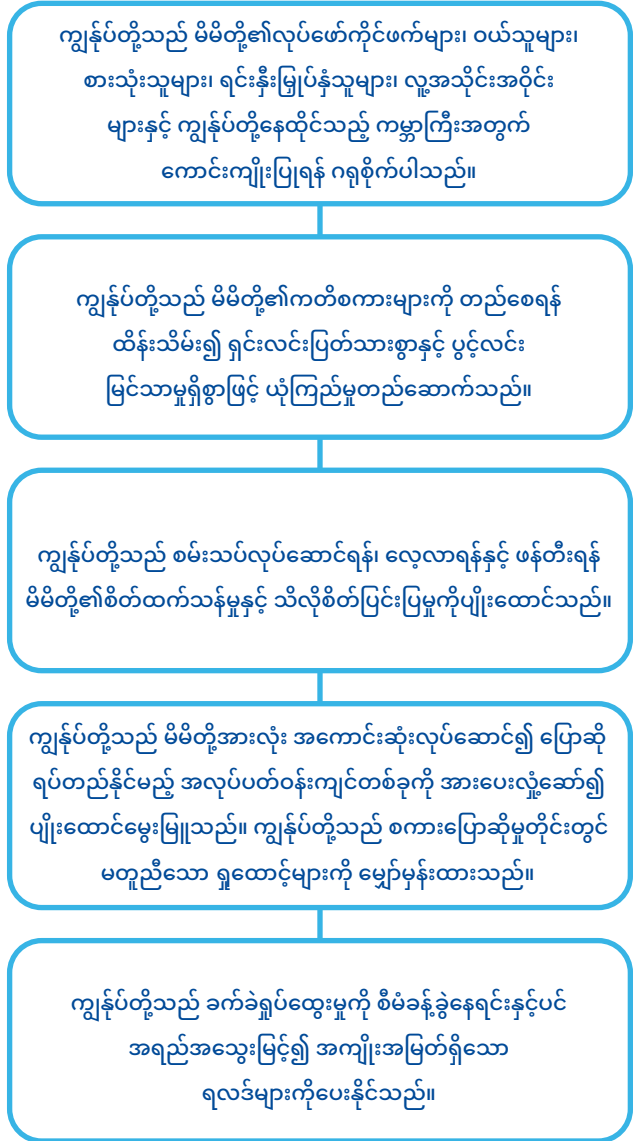 ကျွန်ုပ်တို့သည် မိမိတို့၏လုပ်ဖော်ကိုင်ဖက်များ၊ ဝယ်သူများ၊
စားသုံးသူများ၊ ရင်းနှီးမြှုပ်နှံသူများ၊ လူ့အသိုင်းအဝိုင်း
များနှင့် ကျွန်ုပ်တို့နေထိုင်သည့် ကမ္ဘာကြီးအတွက်
ကောင်းကျိုးပြုရန် ဂရုစိုက်ပါသည်။
ကျွန်ုပ်တို့သည် မိမိတို့၏ကတိစကားများကို တည်စေရန်
ထိန်းသိမ်း၍ ရှင်းလင်းပြတ်သားစွာနှင့် ပွင့်လင်း
မြင်သာမှုရှိစွာဖြင့် ယုံကြည်မှုတည်ဆောက်သည်။
ကျွန်ုပ်တို့သည် စမ်းသပ်လုပ်ဆောင်ရန်၊ လေ့လာရန်နှင့် ဖန်တီးရန်
မိမိတို့၏စိတ်ထက်သန်မှုနှင့် သိလိုစိတ်ပြင်းပြမှုကိုပျိုးထောင်သည်။
ကျွန်ုပ်တို့သည် မိမိတို့အားလုံး အကောင်းဆုံးလုပ်ဆောင်၍ ပြောဆို
ရပ်တည်နိုင်မည့် အလုပ်ပတ်ဝန်းကျင်တစ်ခုကို အားပေးလှုံ့ဆော်၍
ပျိုးထောင်မွေးမြူသည်။ ကျွန်ုပ်တို့သည် စကားပြောဆိုမှုတိုင်းတွင်
မတူညီသော ရှုထောင့်များကို မျှော်မှန်းထားသည်။
ကျွန်ုပ်တို့သည် ခက်ခဲရှုပ်ထွေးမှုကို စီမံခန့်ခွဲနေရင်းနှင့်ပင်
အရည်အသွေးမြင့်၍ အကျိုးအမြတ်ရှိသော
ရလဒ်များကိုပေးနိုင်သည်။